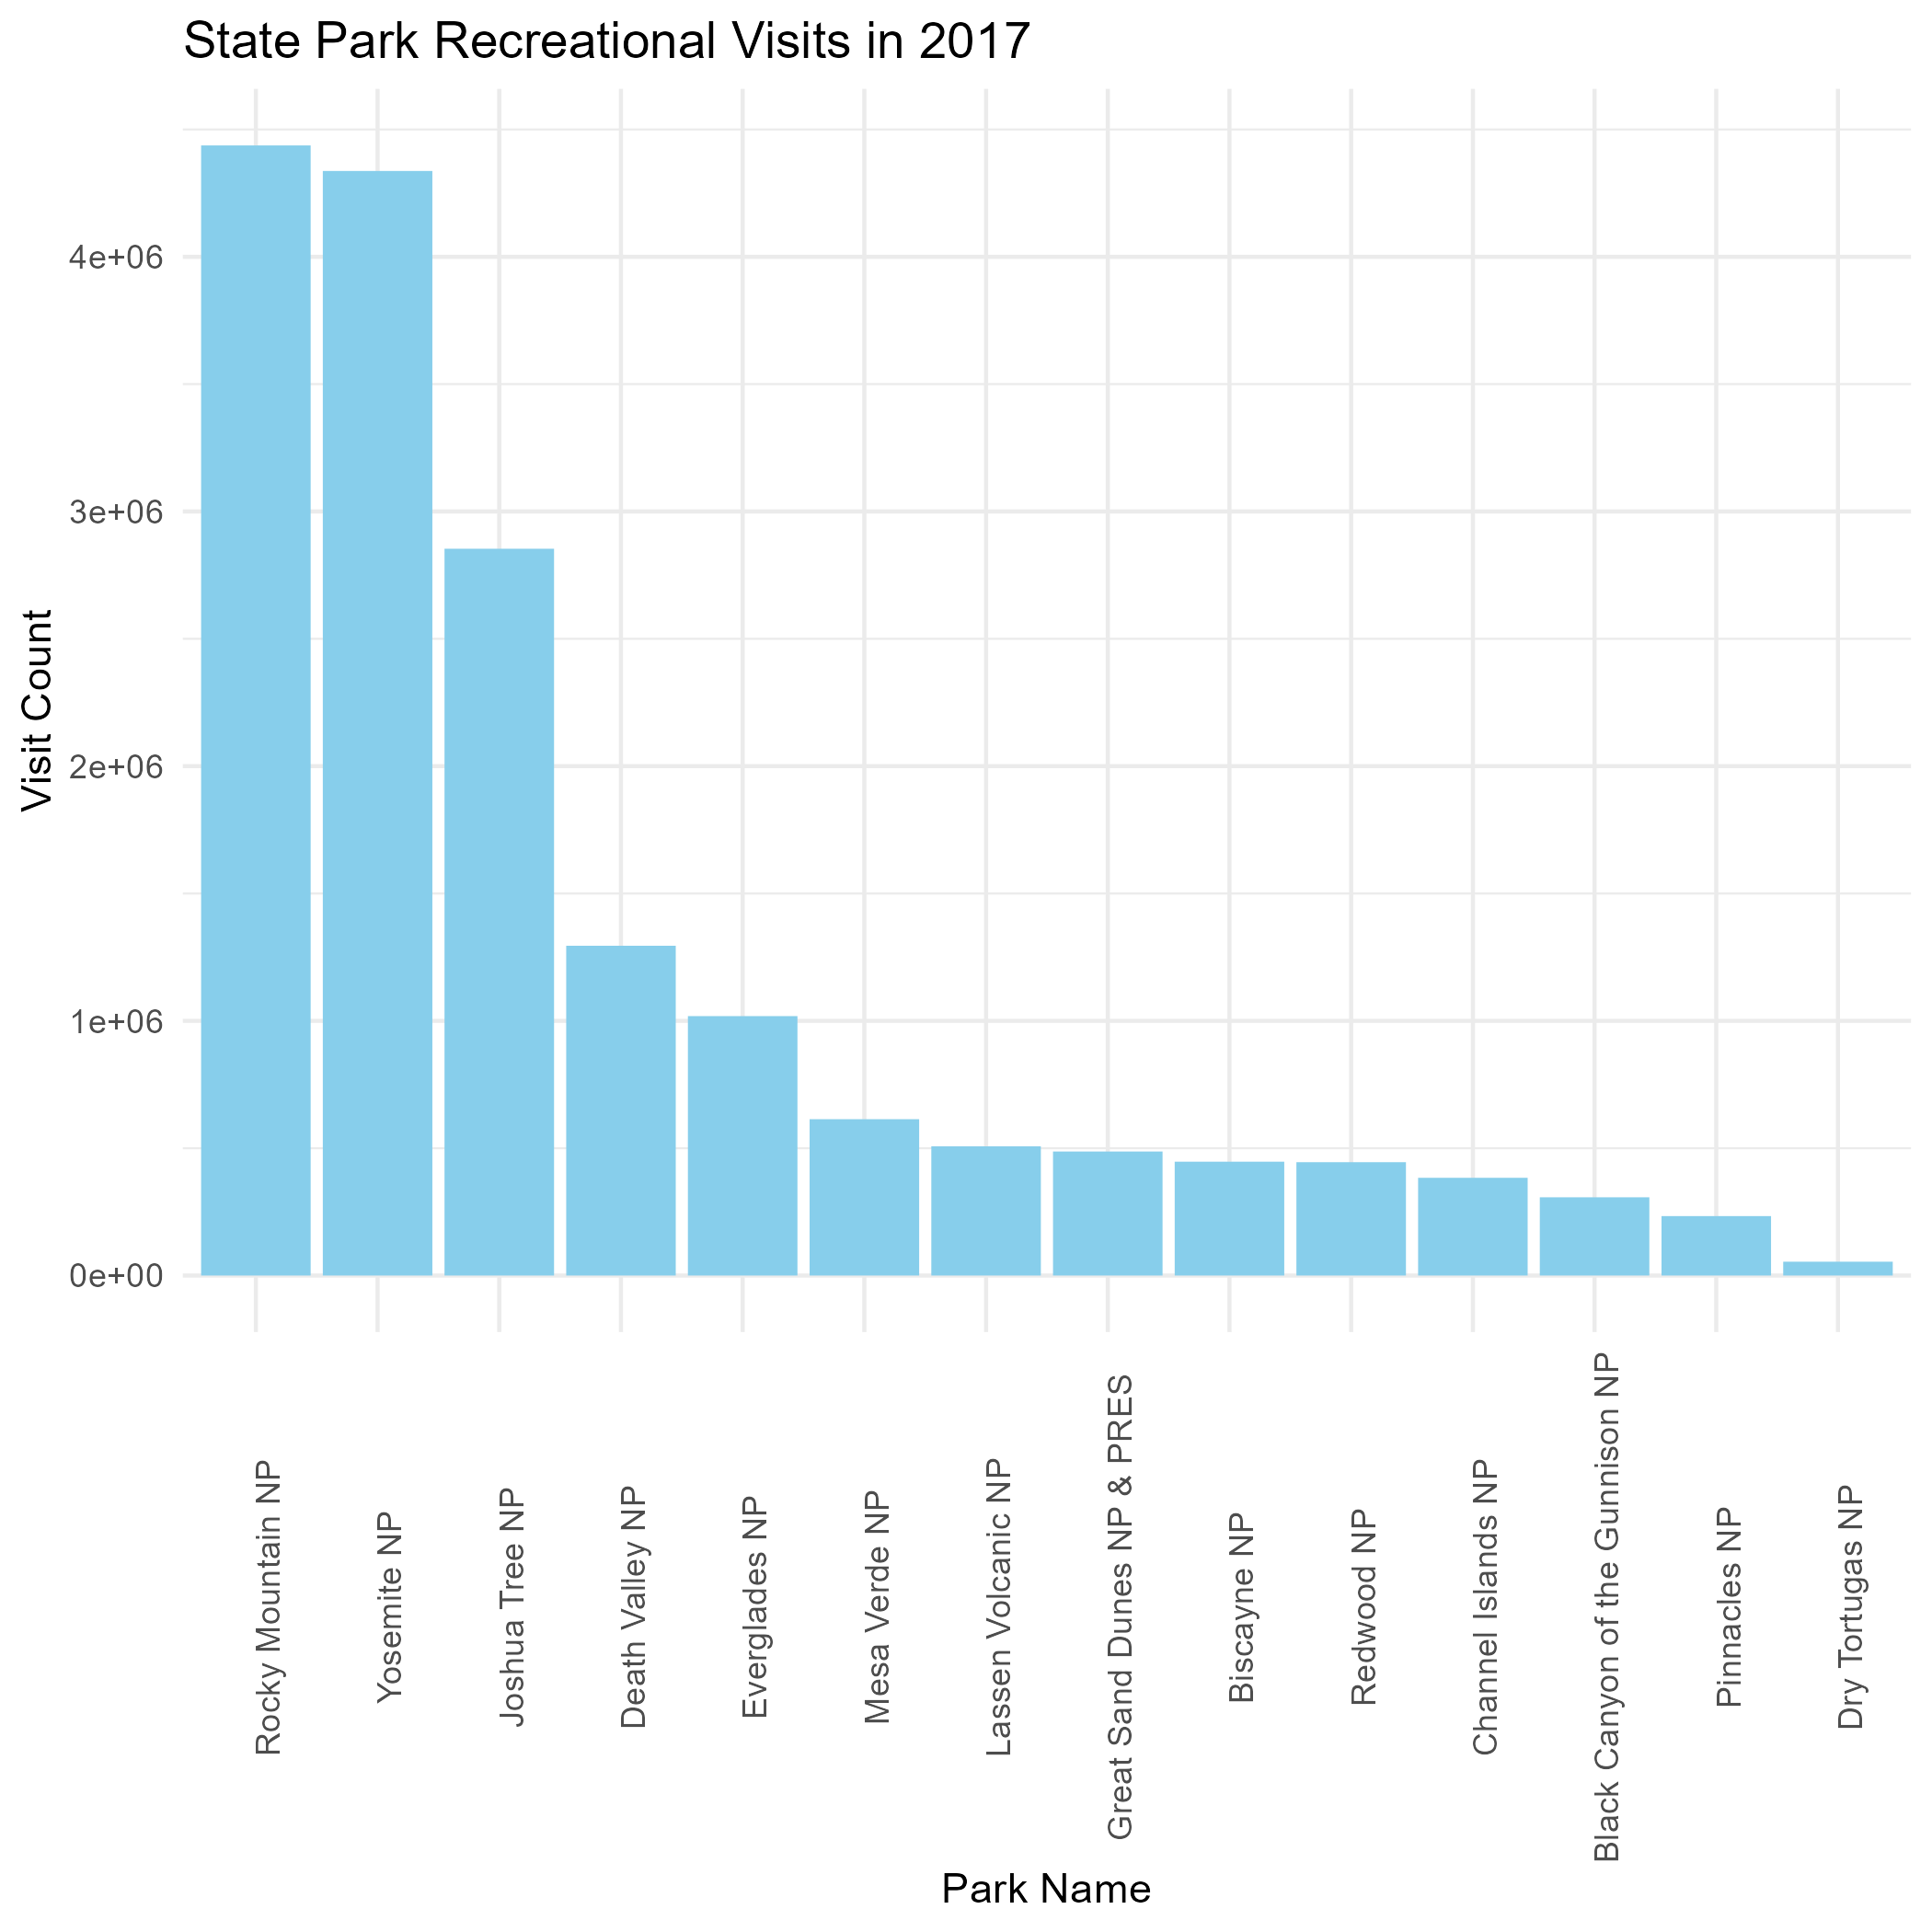 State Park Recreational Visits in 2017
Visit Count
4e+06
3e+06
2e+06
1e+06
0e+00
Rocky Mountain NP
Yosemite NP
Joshua Tree NP
Death Valley NP
Everglades NP
Mesa Verde NP
Lassen Volcanic NP
Great Sand Dunes NP & PRES
Biscayne NP
Redwood NP
Channel Islands NP
Black Canyon of the Gunnison NP
Pinnacles NP
Dry Tortugas NP
Park Name